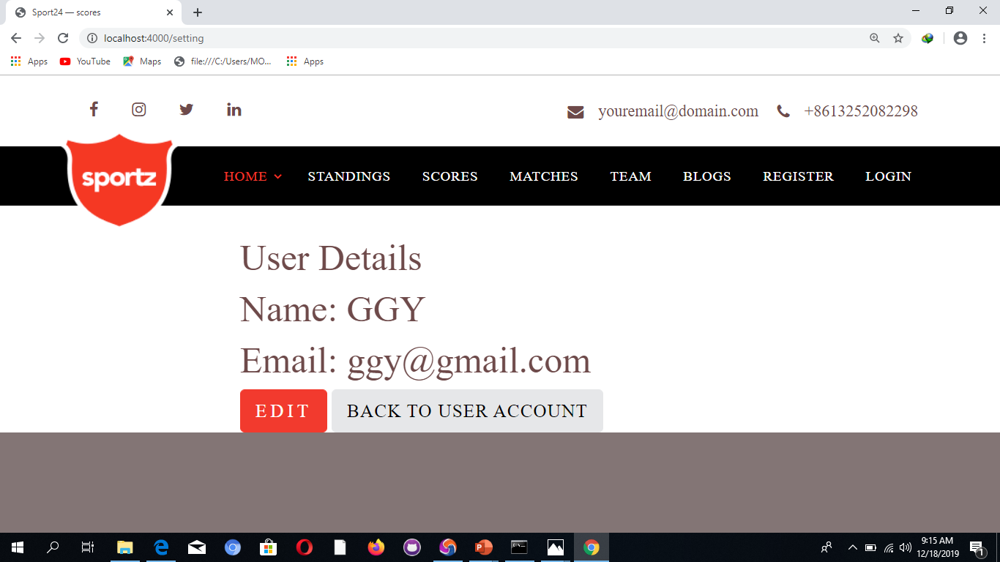 Sport24 — scores
localhost:4000/setting
Apps YouTube Maps file:///C:/Users/MO... Apps
youremail@domain.com +8613252082298
sportz
HOME STANDINGS SCORES MATCHES TEAM BLOGS REGISTER LOGIN
User Details
Name: GGY
Email: ggy@gmail.com
EDIT BACK TO USER ACCOUNT
9:15 AM
12/18/2019
1